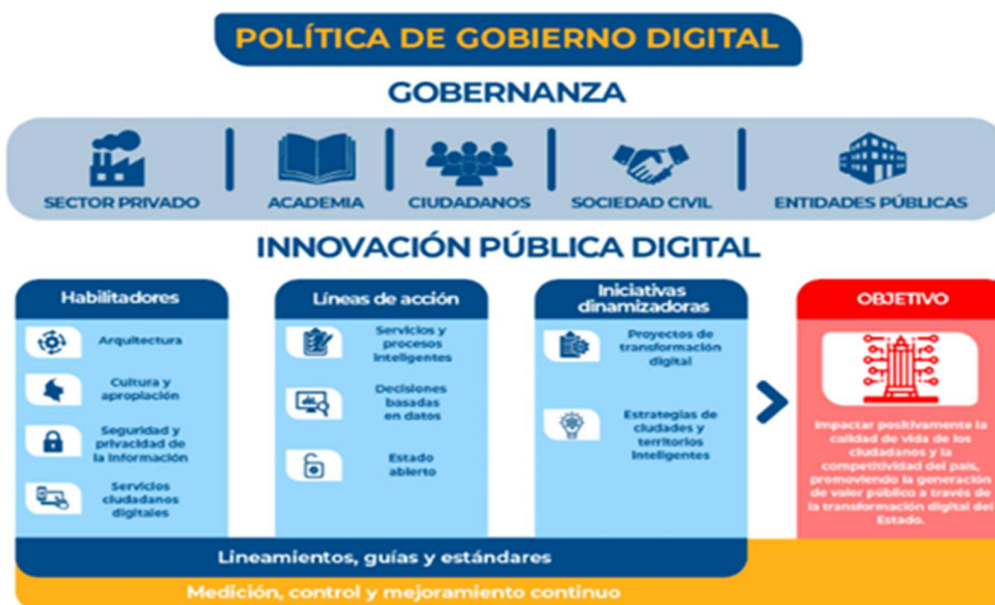 POLÍTICA DE GOBIERNO DIGITAL
GOBERNANZA
SECTOR PRIVADO
ACADEMIA
CIUDADANOS
SOCIEDAD CIVIL
ENTIDADES PÚBLICAS
INNOVACIÓN PÚBLICA DIGITAL
Habilitadores
Arquitectura
Cultura y
apropiación
Seguridad y
privacidad de
la información
Servicios
ciudadanos
digitales
Líneas de acción
Servicios y
procesos
inteligentes
Decisiones
basadas
en datos
Estado
abierto
Iniciativas
dinamizadoras
Proyectos de
transformación
digital
Estrategias de
ciudades y
territorios
inteligentes
OBJETIVO
Impactar positivamente la
calidad de vida de los
ciudadanos y la
competitividad del país,
promoviendo la generación
de valor público a través de
la transformación digital del
Estado.
Lineamientos, guías y estándares
Medición, control y mejoramiento continuo